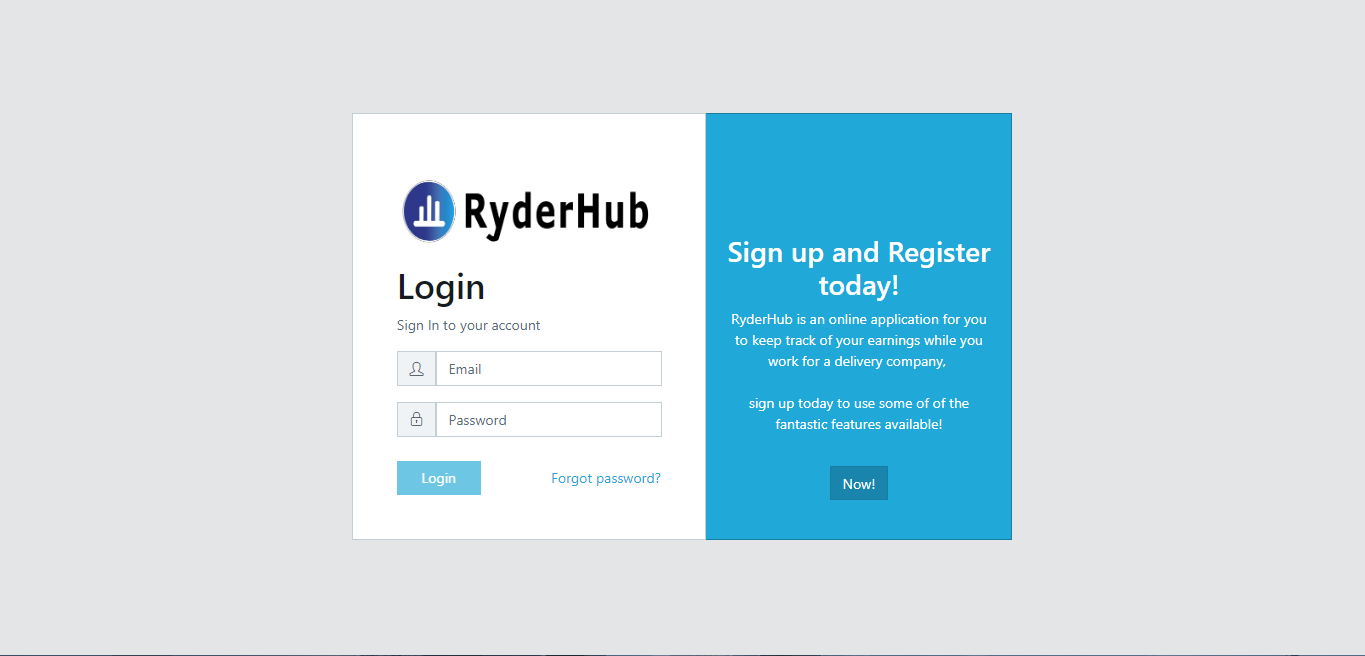 RyderHub
Login
Sign In to your account
Email
Password
Login
Forgot password?
Sign up and Register
today!
RyderHub is an online application for you
to keep track of your earnings while you
work for a delivery company,
sign up today to use some of of the
fantastic features available!
Now!